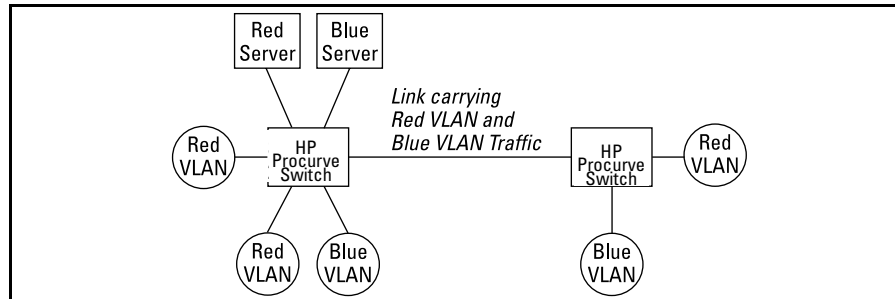 Red
Server
Blue
Server
Link carrying
Red VLAN and
Blue VLAN Traffic
Red
VLAN
HP
Procurve
Switch
HP
Procurve
Switch
Red
VLAN
Red
VLAN
Blue
VLAN
Blue
VLAN